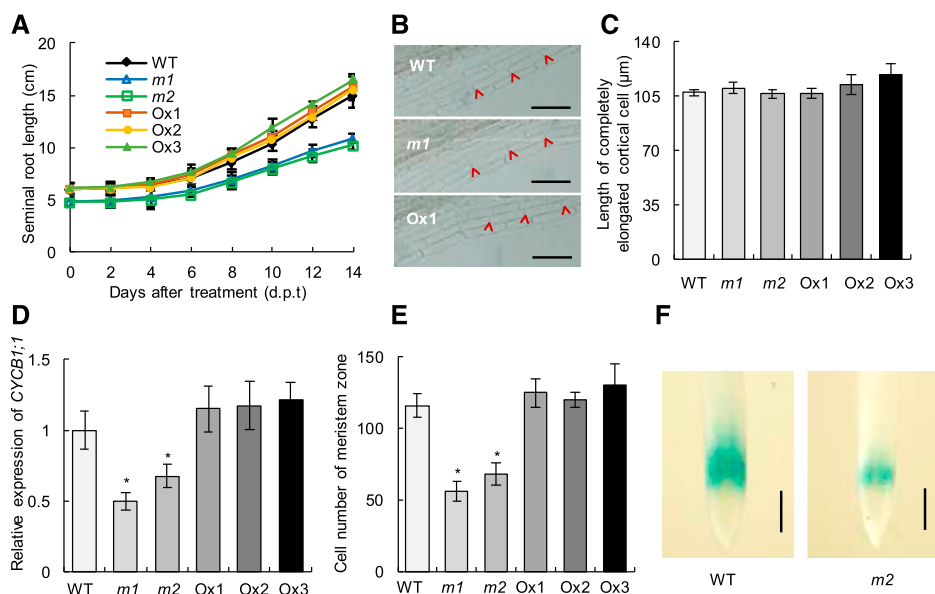 A
Seminal root length (cm)
20
15
10
5
0
WT
m1
m2
Ox1
Ox2
Ox3
0 2 4 6 8 10 12 14
Days after treatment (d.p.t)
B
WT
m1
Ox1
C
Length of completely
elongated cortical cell (μm)
140
105
70
35
0
WT m1 m2 Ox1 Ox2 Ox3
D
Relative expression of CYCB1;1
1.5
1
0.5
0
* *
WT m1 m2 Ox1 Ox2 Ox3
E
Cell number of meristem zone
150
100
50
0
* *
WT m1 m2 Ox1 Ox2 Ox3
F
WT m2